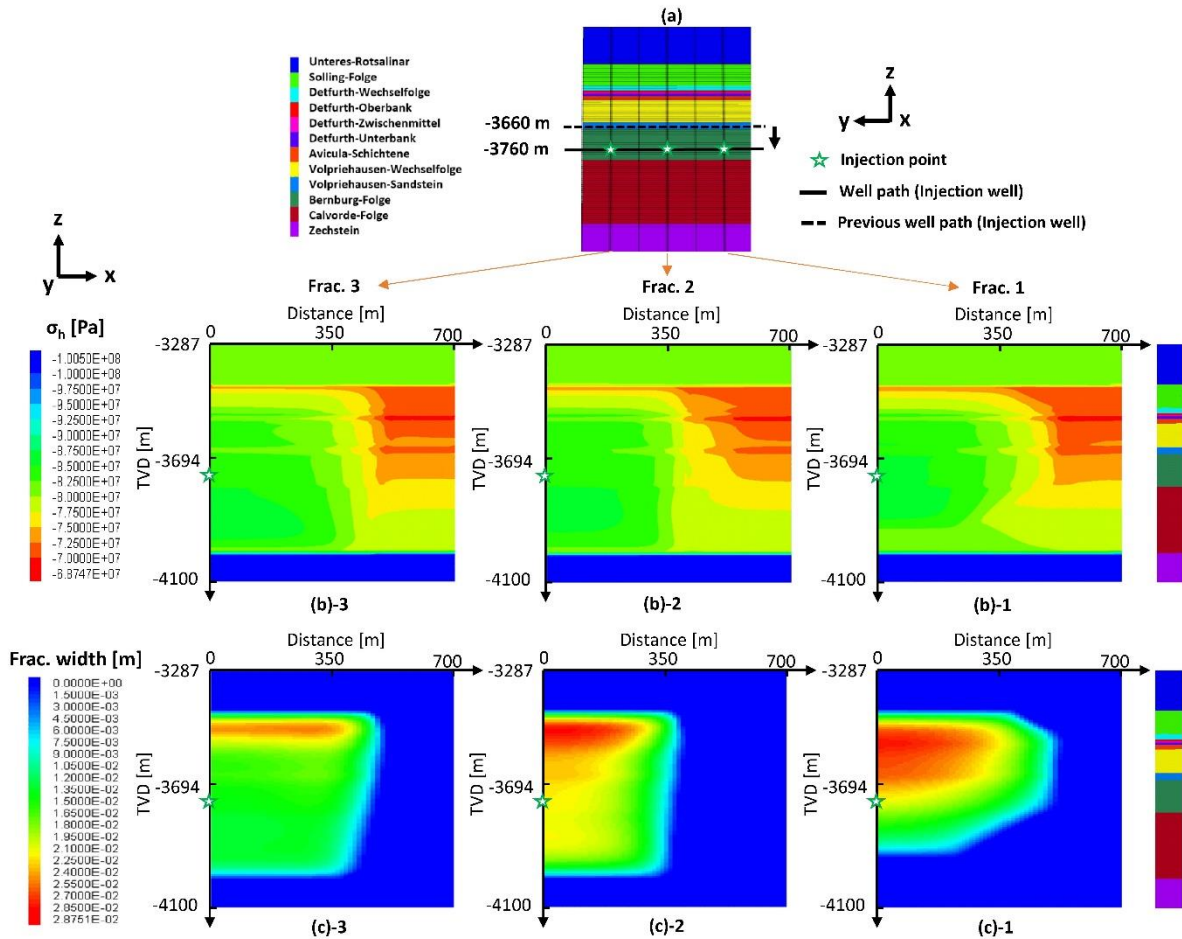 (a)
Unteres-Rotsalinar
Solling-Folge
Detfurth-Wechselfolge
Detfurth-Oberbank
Detfurth-Zwischenmittel
Detfurth-Unterbank
Avicula-Schichtene
Volpriehausen-Wechselfolge
Volpriehausen-Sandstein
Bernburg-Folge
Calvorde-Folge
Zechstein
-3660 m
-3760 m
z
y x
Injection point
Well path (Injection well)
Previous well path (Injection well)
z
y x
Frac. 3 Frac. 2 Frac. 1
Distance [m] Distance [m] Distance [m]
0 350 700 0 350 700 0 350 700
σh [Pa]
-1.0050E+08
-1.0000E+08
-9.7500E+07
-9.5000E+07
-9.2500E+07
-9.0000E+07
-8.7500E+07
-8.5000E+07
-8.2500E+07
-8.0000E+07
-7.7500E+07
-7.5000E+07
-7.2500E+07
-7.0000E+07
-6.8747E+07
-3287 -3287 -3287
TVD [m] TVD [m] TVD [m]
-3694 -3694 -3694
-4100 -4100 -4100
(b)-3 (b)-2 (b)-1
Distance [m] Distance [m] Distance [m]
0 350 700 0 350 700 0 350 700
Frac. width [m]
0.0000E+00
1.5000E-03
3.0000E-03
4.5000E-03
6.0000E-03
7.5000E-03
9.0000E-03
1.0500E-02
1.2000E-02
1.3500E-02
1.5000E-02
1.6500E-02
1.8000E-02
1.9500E-02
2.1000E-02
2.2500E-02
2.4000E-02
2.5500E-02
2.7000E-02
2.8500E-02
2.8751E-02
-3287 -3287 -3287
TVD [m] TVD [m] TVD [m]
-3694 -3694 -3694
-4100 -4100 -4100
(c)-3 (c)-2 (c)-1